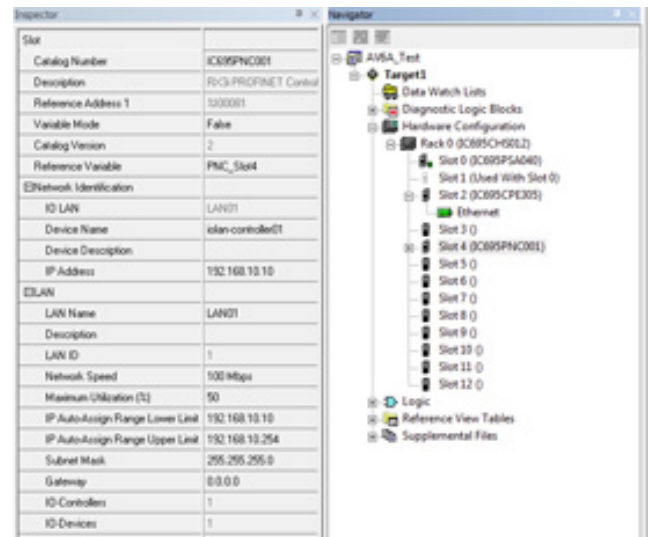 Inspector
Slot
Catalog Number IC695PNC001
Description RX3i PROFINET Control
Reference Address 1 %I00081
Variable Mode False
Catalog Version 2
Reference Variable PNC_Slot4
Network Identification
IO LAN LAN01
Device Name iolan-controller01
Device Description
IP Address 192.168.10.10
LAN
LAN Name LAN01
Description
LAN ID 1
Network Speed 100 Mbps
Maximum Utilization (%) 50
IP Auto-Assign Range Lower Limit 192.168.10.10
IP Auto-Assign Range Upper Limit 192.168.10.254
Subnet Mask 255.255.255.0
Gateway 0.0.0.0
IO-Controllers 1
IO-Devices 1
Navigator
AV6A_Test
Target1
Data Watch Lists
Diagnostic Logic Blocks
Hardware Configuration
Rack 0 (IC695CHS012)
Slot 0 (IC695PSA040)
Slot 1 (Used With Slot 0)
Slot 2 (IC695CPE305)
Ethernet
Slot 3 ()
Slot 4 (IC695PNC001)
Slot 5 ()
Slot 6 ()
Slot 7 ()
Slot 8 ()
Slot 9 ()
Slot 10 ()
Slot 11 ()
Slot 12 ()
Logic
Reference View Tables
Supplemental Files